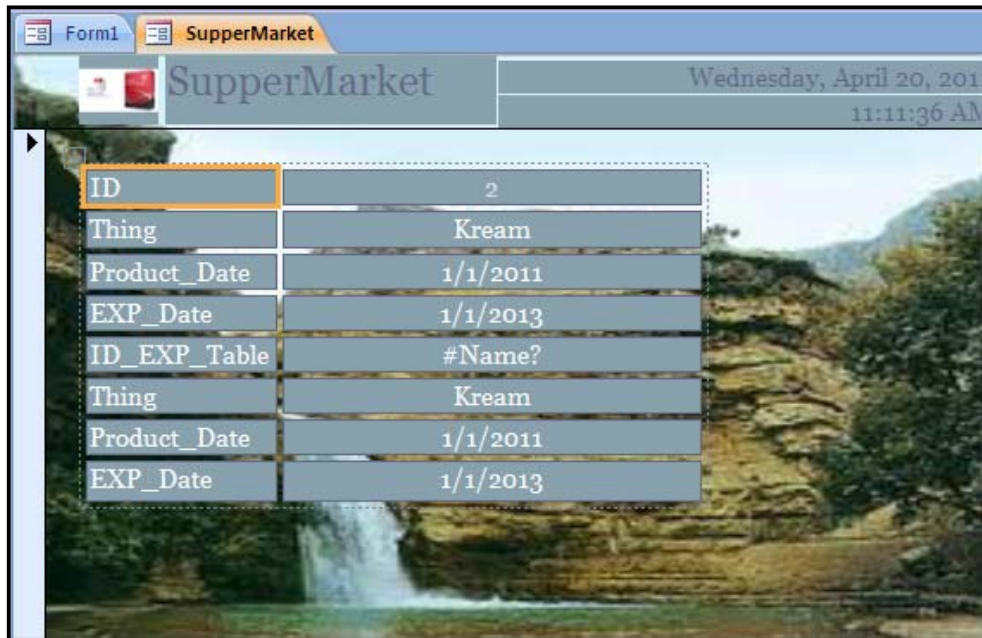 Form1 SupperMarket
SupperMarket
Wednesday, April 20, 201
11:11:36 AM
ID 2
Thing Kream
Product_Date 1/1/2011
EXP_Date 1/1/2013
ID_EXP_Table #Name?
Thing Kream
Product_Date 1/1/2011
EXP_Date 1/1/2013